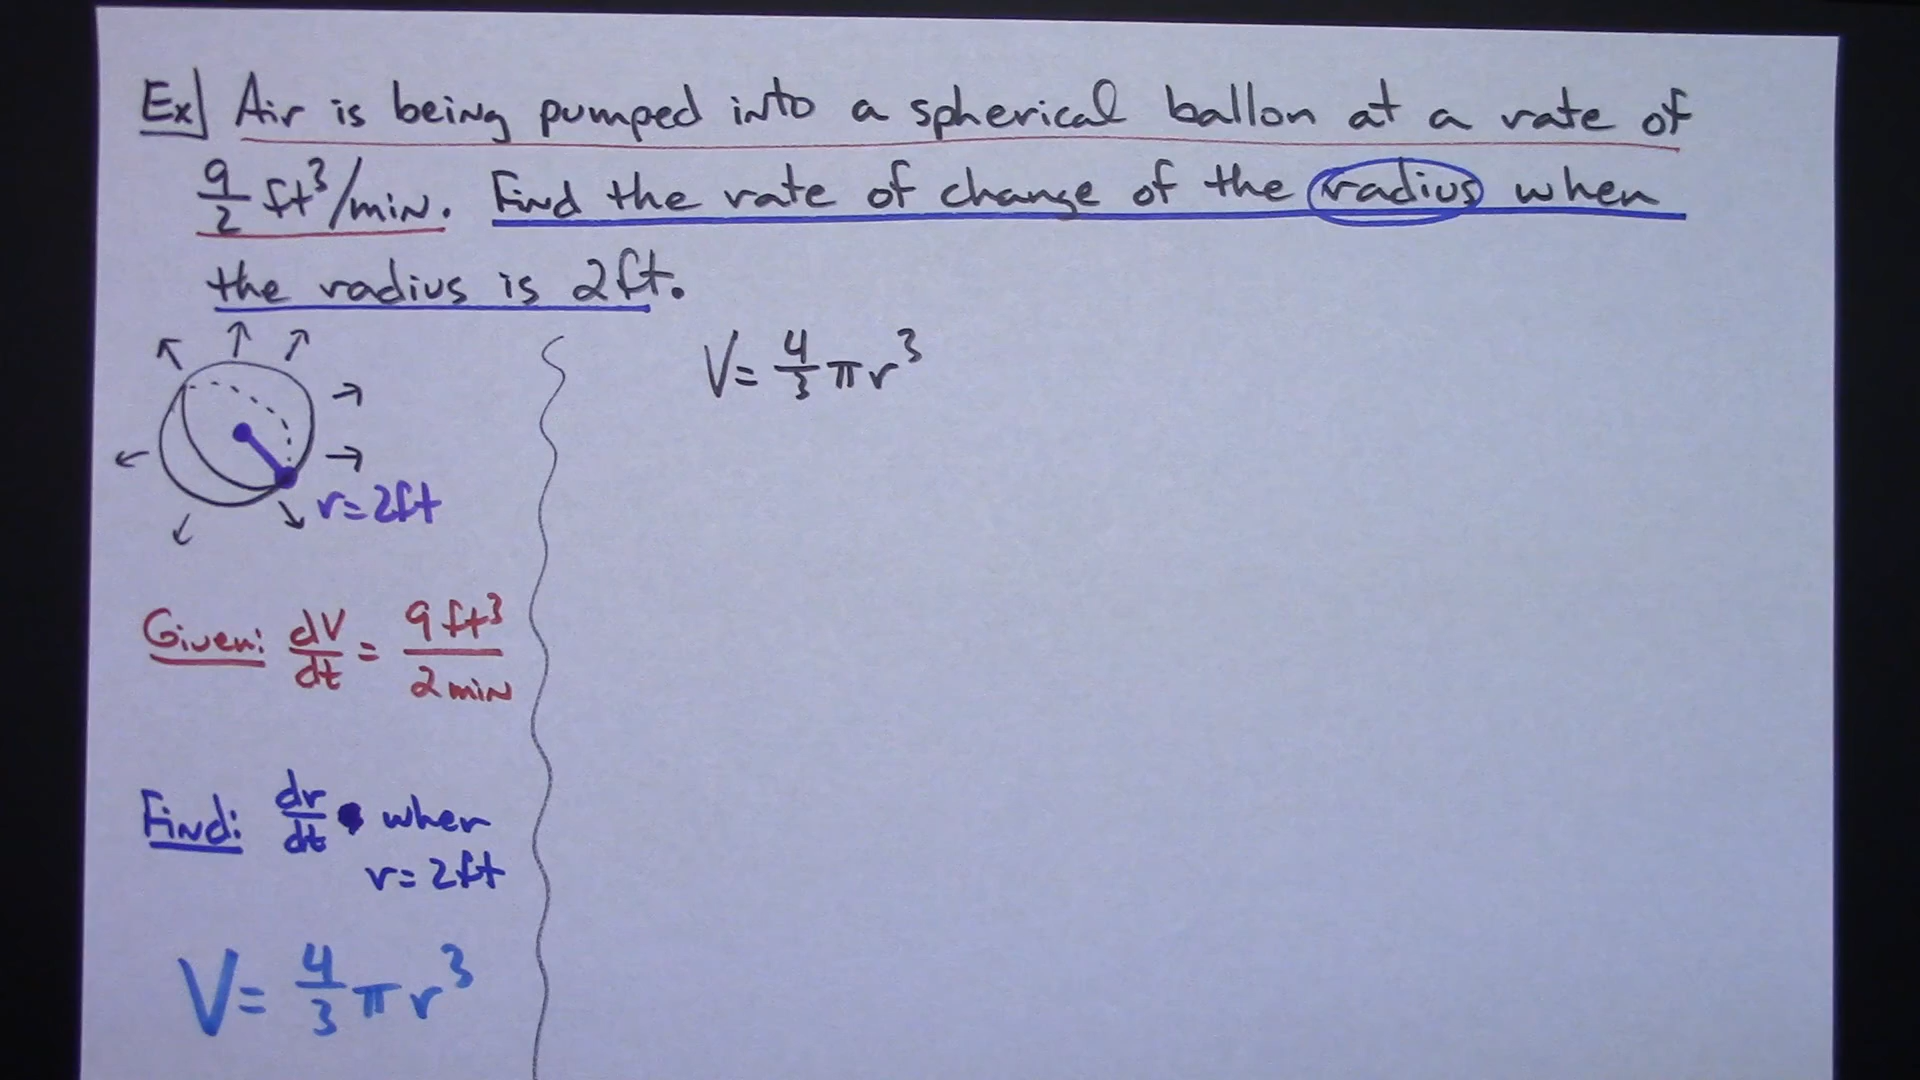 Ex) Air is being pumped into a spherical ballon at a rate of
9/2 ft³/min. Find the rate of change of the radius when
the radius is 2ft.
V = 4/3 πr³
r = 2ft
Given: dV/dt = 9 ft³/2 min
Find: dr/dt when
r = 2ft
V = 4/3 πr³